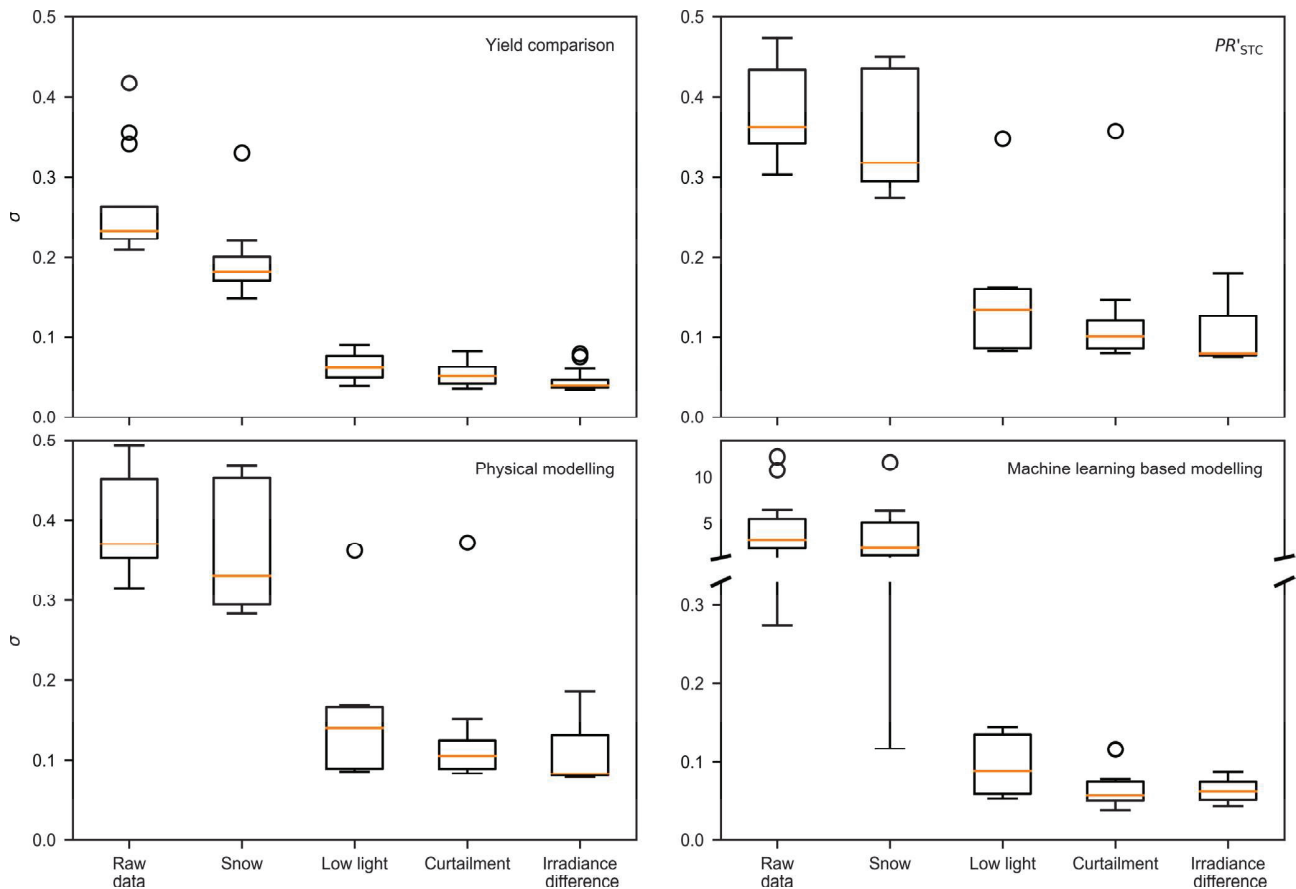 0.5
Yield comparison
0.4
0.3
σ
0.2
0.1
0.0
0.5
PR'STC
0.4
0.3
0.2
0.1
0.0
0.5
Physical modelling
0.4
0.3
σ
0.2
0.1
0.0
Raw
data
Snow
Low light
Curtailment
Irradiance
difference
Machine learning based modelling
10
5
0.3
0.2
0.1
0.0
Raw
data
Snow
Low light
Curtailment
Irradiance
difference